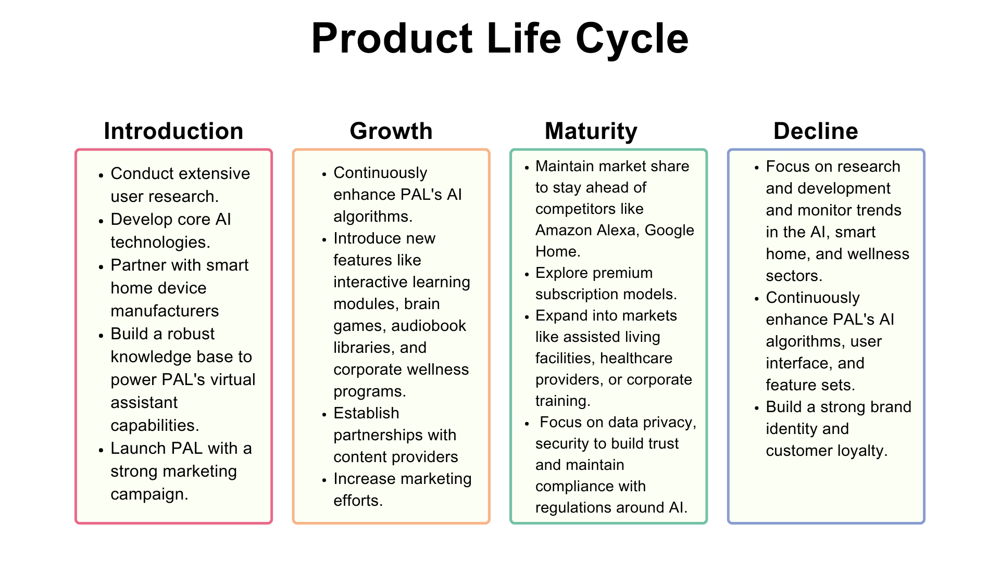 Product Life Cycle
Introduction
• Conduct extensive
user research.
• Develop core AI
technologies.
• Partner with smart
home device
manufacturers
• Build a robust
knowledge base to
power PAL's virtual
assistant
capabilities.
• Launch PAL with a
strong marketing
campaign.
Growth
• Continuously
enhance PAL's AI
algorithms.
• Introduce new
features like
interactive learning
modules, brain
games, audiobook
libraries, and
corporate wellness
programs.
• Establish
partnerships with
content providers
• Increase marketing
efforts.
Maturity
• Maintain market share
to stay ahead of
competitors like
Amazon Alexa, Google
Home.
• Explore premium
subscription models.
• Expand into markets
like assisted living
facilities, healthcare
providers, or corporate
training.
• Focus on data privacy,
security to build trust
and maintain
compliance with
regulations around AI.
Decline
• Focus on research
and development
and monitor trends
in the AI, smart
home, and wellness
sectors.
• Continuously
enhance PAL's AI
algorithms, user
interface, and
feature sets.
• Build a strong brand
identity and
customer loyalty.